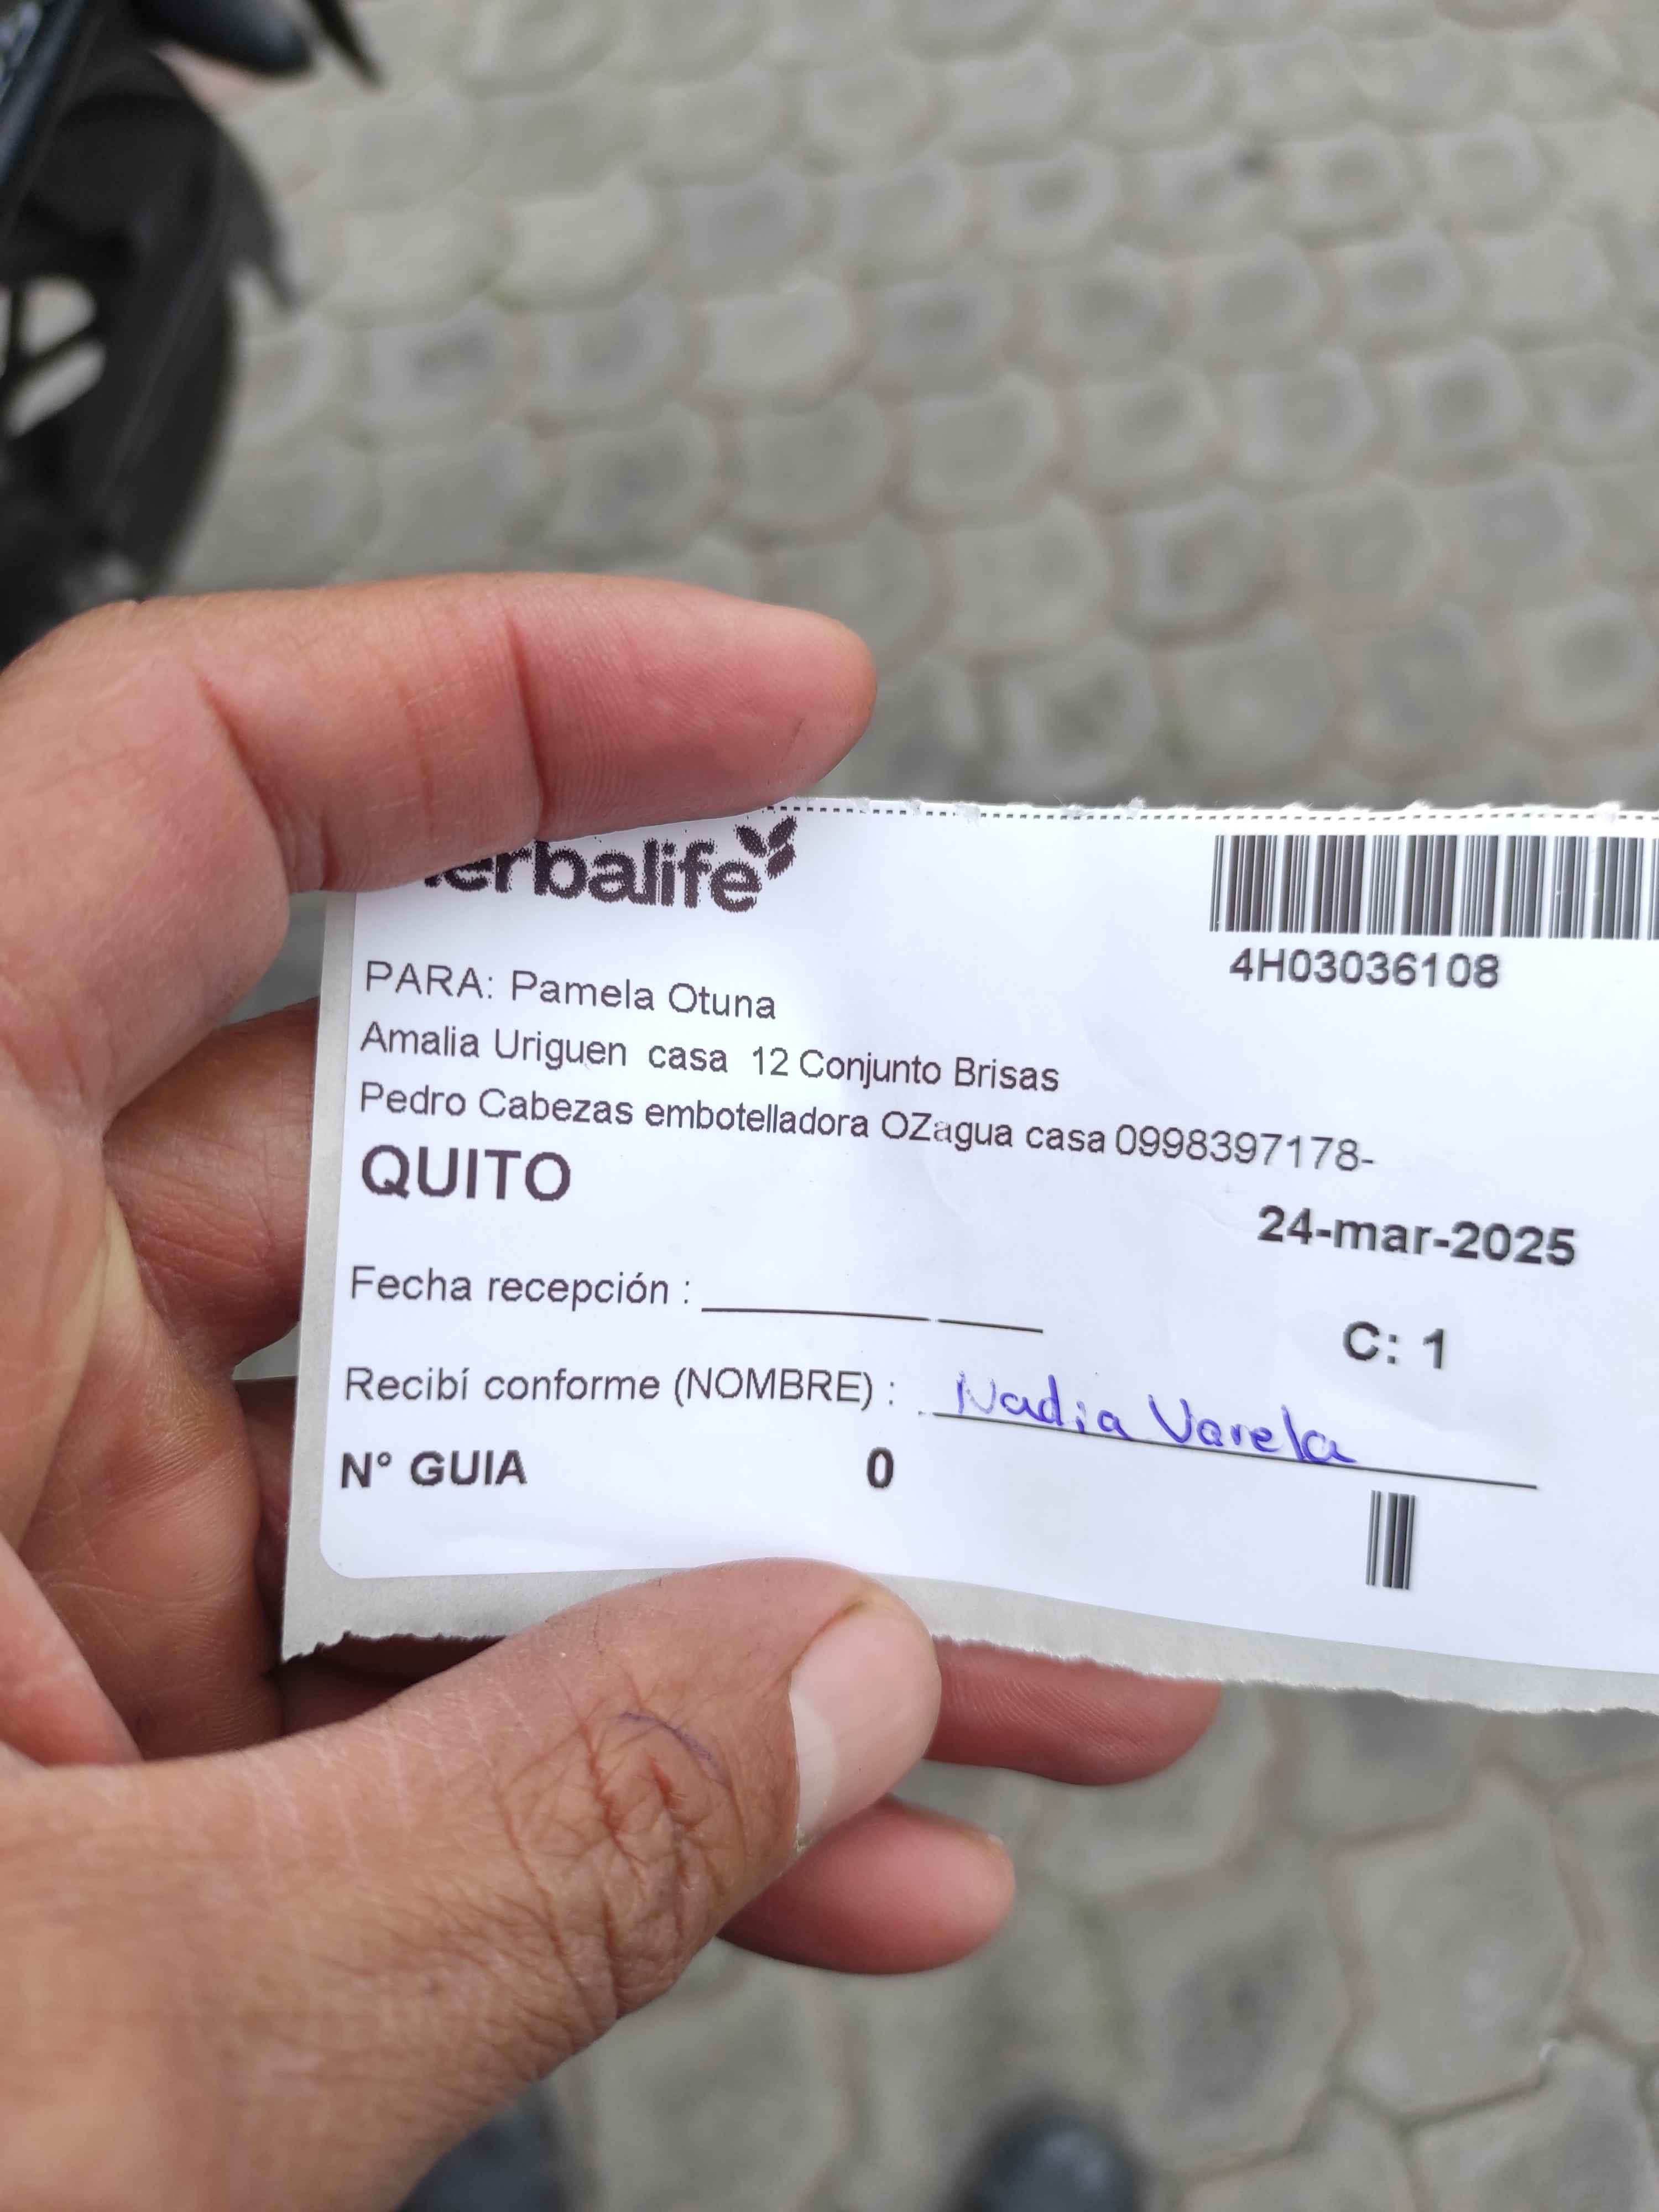 erbalife
4H03036108
PARA: Pamela Otuna
Amalia Uriguen casa 12 Conjunto Brisas
Pedro Cabezas embotelladora OZagua casa 0998397178-
QUITO
24-mar-2025
Fecha recepción :
C: 1
Recibí conforme (NOMBRE) : Nadia Varela
N° GUIA 0